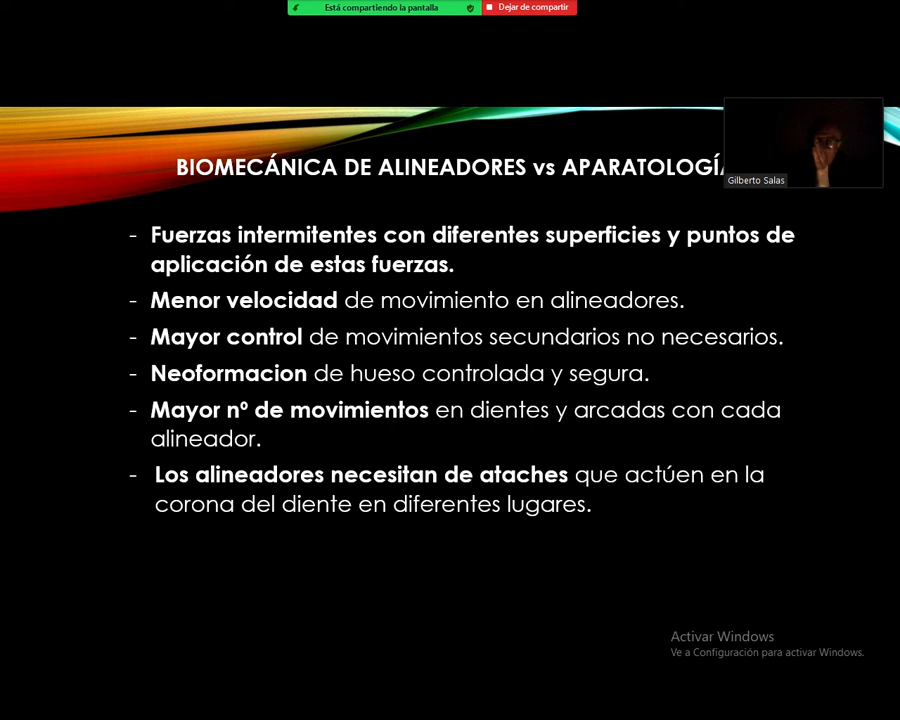 Está compartiendo la pantalla
Dejar de compartir
BIOMECÁNICA DE ALINEADORES vs APARATOLOGÍA
Gilberto Salas
- Fuerzas intermitentes con diferentes superficies y puntos de
aplicación de estas fuerzas.
- Menor velocidad de movimiento en alineadores.
- Mayor control de movimientos secundarios no necesarios.
- Neoformacion de hueso controlada y segura.
- Mayor nº de movimientos en dientes y arcadas con cada
alineador.
- Los alineadores necesitan de ataches que actúen en la
corona del diente en diferentes lugares.
Activar Windows
Ve a Configuración para activar Windows.